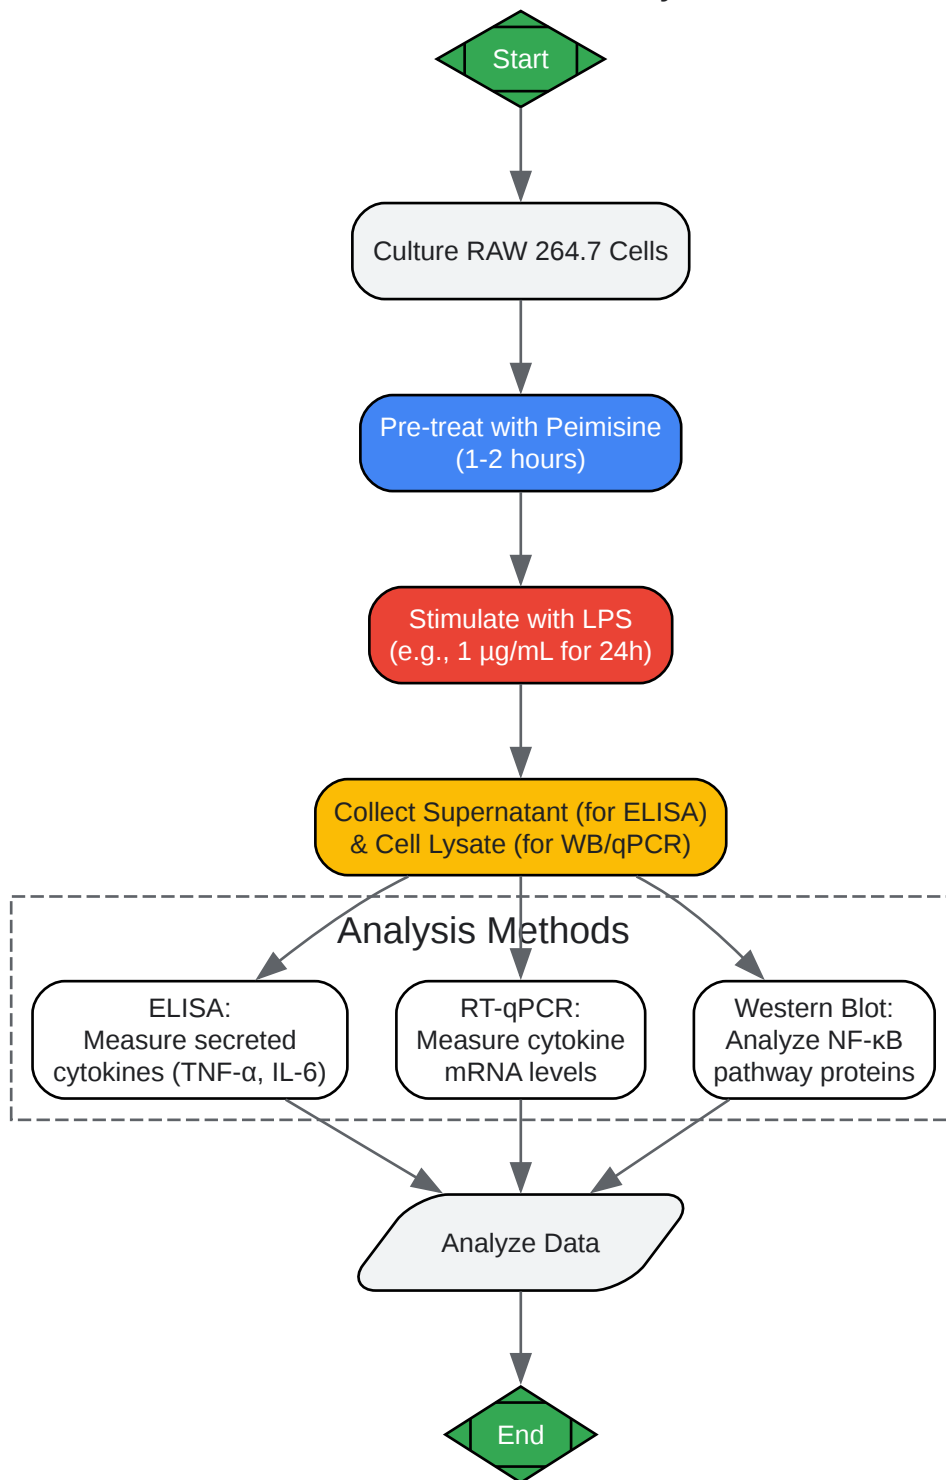 Start
Culture RAW 264.7 Cells
Pre-treat with Peimisine
(1-2 hours)
Stimulate with LPS
(e.g., 1 µg/mL for 24h)
Collect Supernatant (for ELISA)
& Cell Lysate (for WB/qPCR)
Analysis Methods
ELISA:
Measure secreted
cytokines (TNF-α, IL-6)
RT-qPCR:
Measure cytokine
mRNA levels
Western Blot:
Analyze NF-κB
pathway proteins
Analyze Data
End